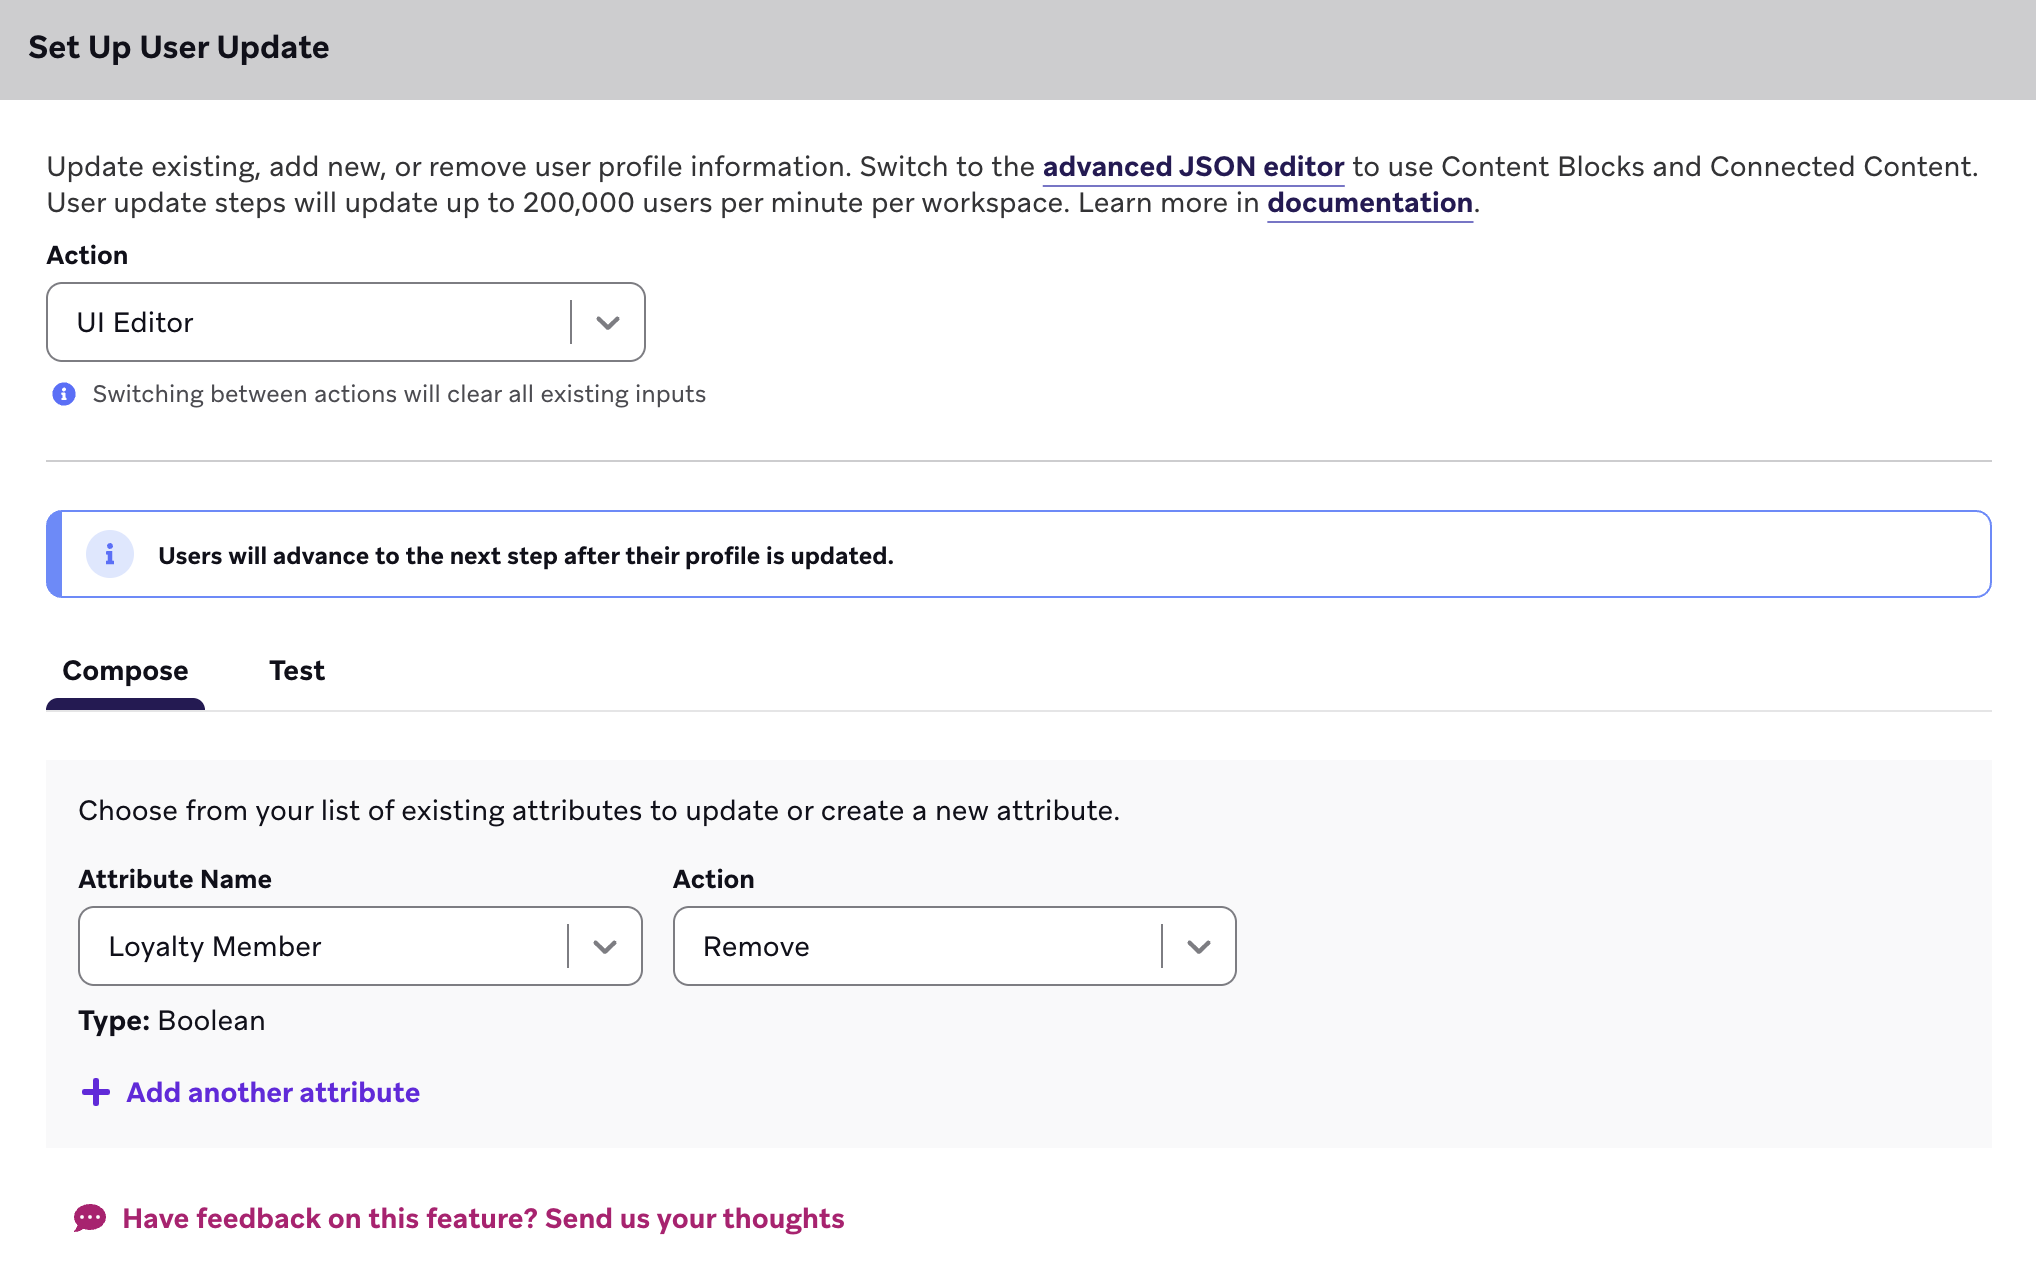 Set Up User Update
Update existing, add new, or remove user profile information. Switch to the advanced JSON editor to use Content Blocks and Connected Content.
User update steps will update up to 200,000 users per minute per workspace. Learn more in documentation.
Action
UI Editor
Switching between actions will clear all existing inputs
Users will advance to the next step after their profile is updated.
Compose Test
Choose from your list of existing attributes to update or create a new attribute.
Attribute Name Action
Loyalty Member Remove
Type: Boolean
Add another attribute
Have feedback on this feature? Send us your thoughts